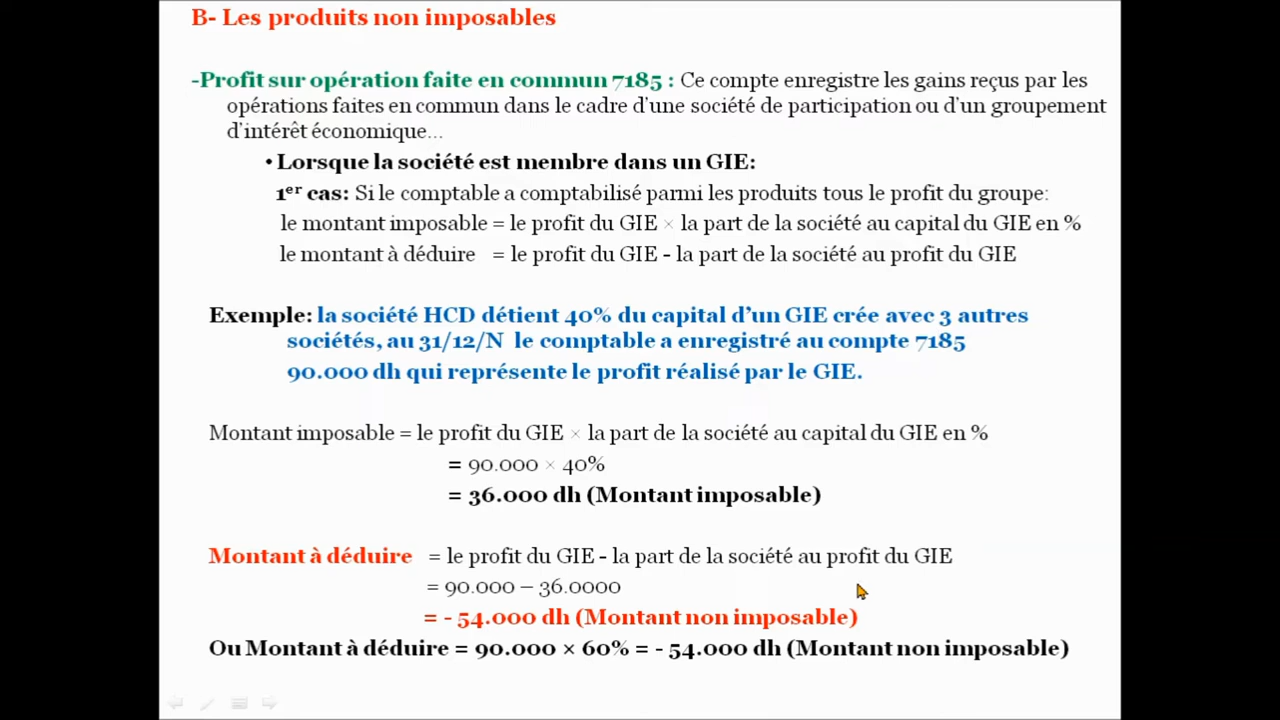 B- Les produits non imposables
-Profit sur opération faite en commun 7185 : Ce compte enregistre les gains reçus par les
opérations faites en commun dans le cadre d'une société de participation ou d'un groupement
d'intérêt économique...
• Lorsque la société est membre dans un GIE:
1er cas: Si le comptable a comptabilisé parmi les produits tous le profit du groupe:
le montant imposable = le profit du GIE × la part de la société au capital du GIE en %
le montant à déduire = le profit du GIE - la part de la société au profit du GIE
Exemple: la société HCD détient 40% du capital d'un GIE crée avec 3 autres
sociétés, au 31/12/N le comptable a enregistré au compte 7185
90.000 dh qui représente le profit réalisé par le GIE.
Montant imposable = le profit du GIE × la part de la société au capital du GIE en %
= 90.000 × 40%
= 36.000 dh (Montant imposable)
Montant à déduire = le profit du GIE - la part de la société au profit du GIE
= 90.000 – 36.0000
= - 54.000 dh (Montant non imposable)
Ou Montant à déduire = 90.000 × 60% = - 54.000 dh (Montant non imposable)